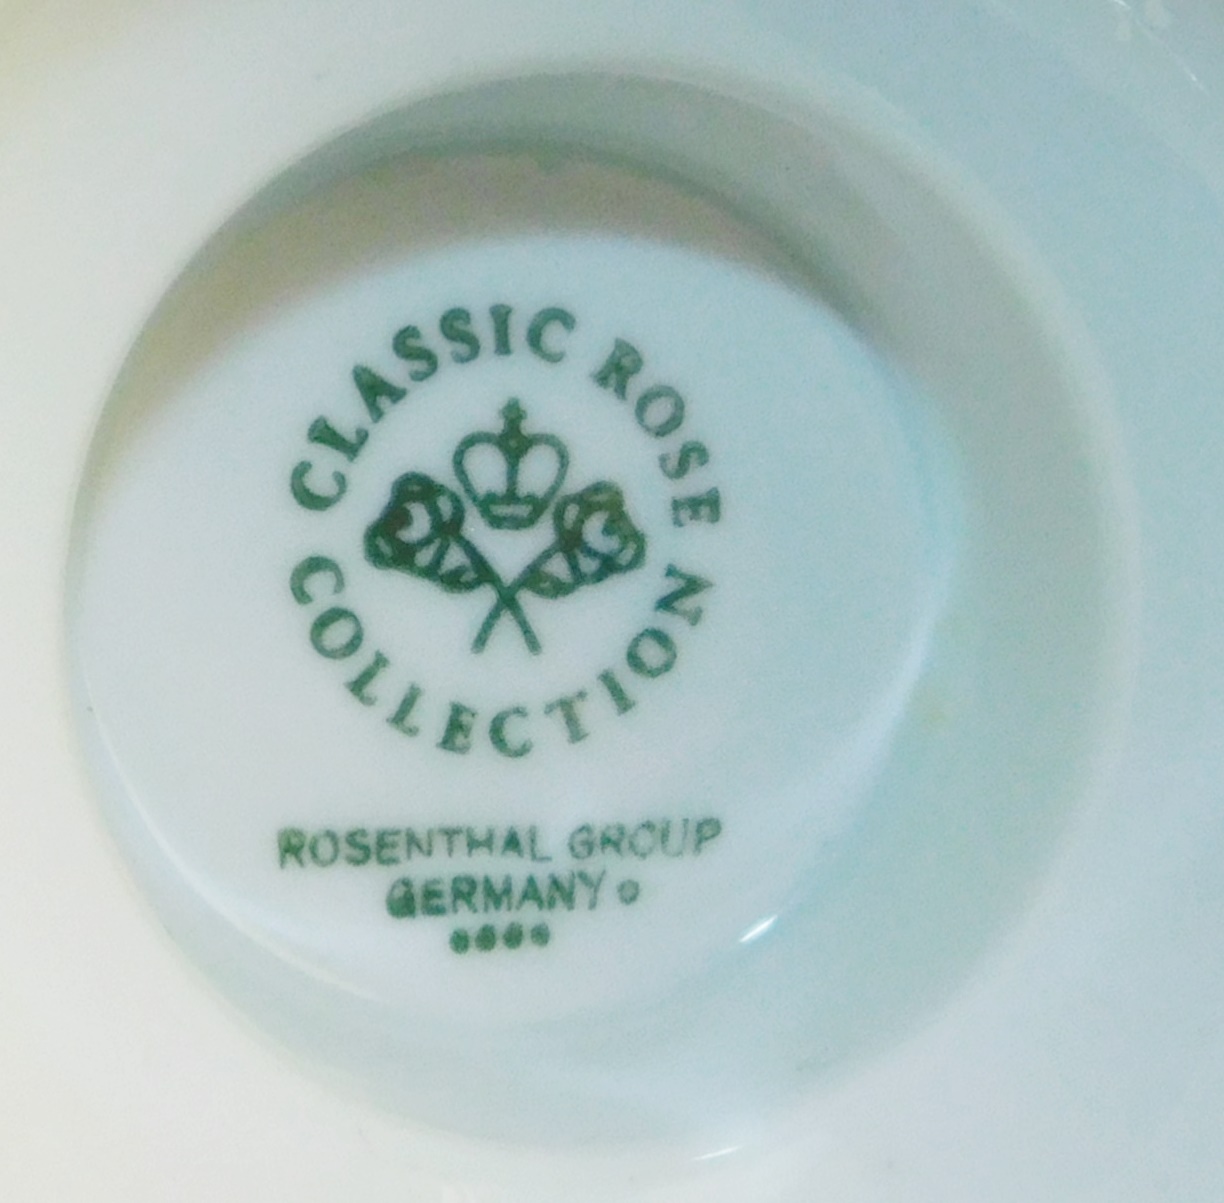 CLASSIC ROSE
COLLECTION
ROSENTHAL GROUP
GERMANY